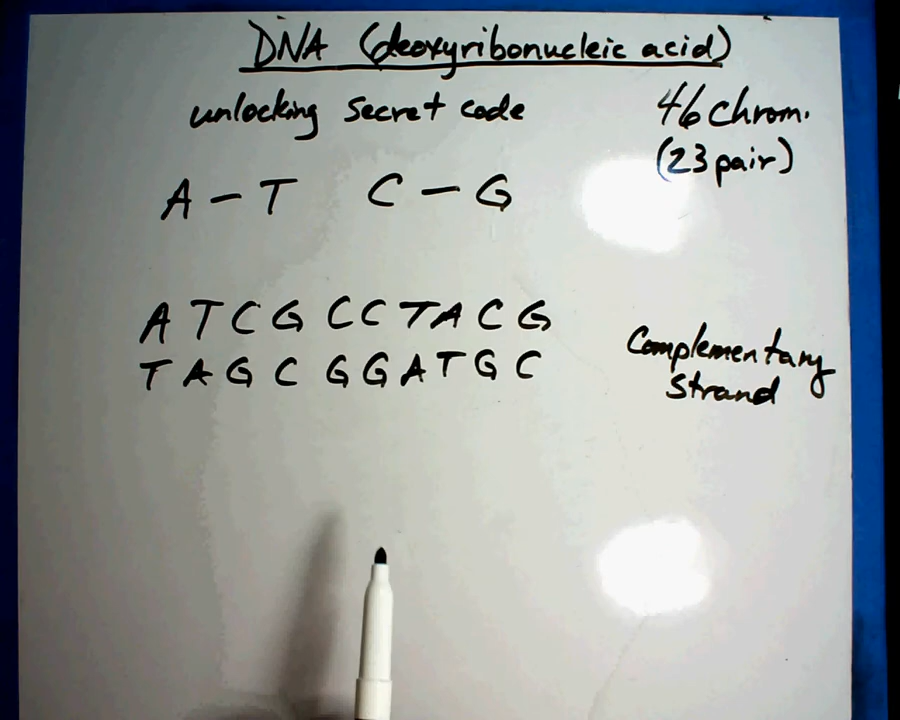 DNA (deoxyribonucleic acid)
unlocking secret code
46 Chrom.
(23 pair)
A - T C - G
A T C G C C T A C G
T A G C G G A T G C
Complementary
Strand